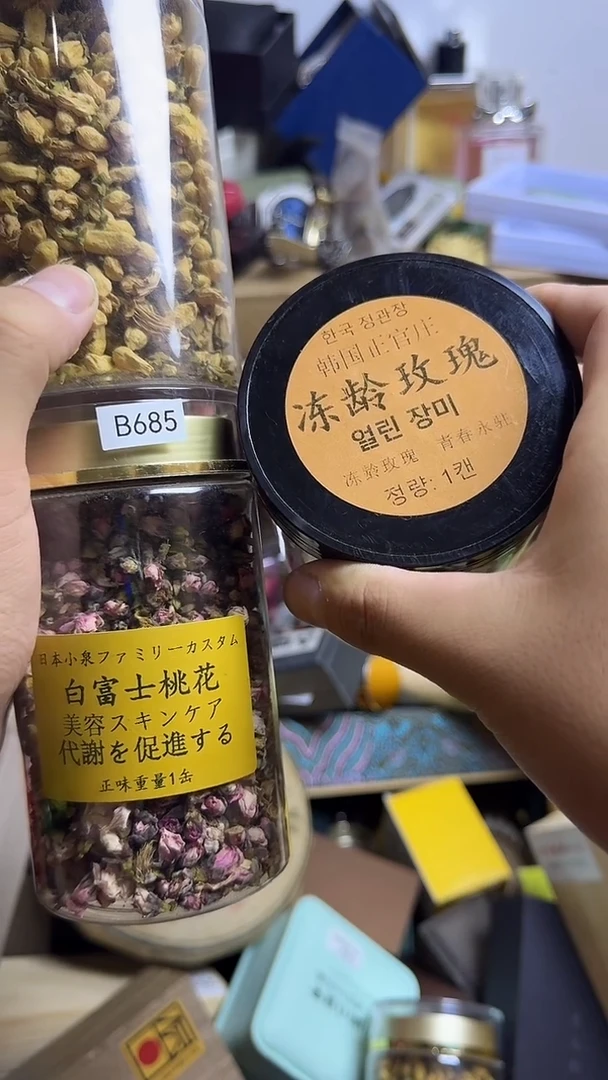 B685
한국 정관장
韩国正官庄
冻龄玫瑰
열린 장미
冻龄玫瑰 青春永驻
정량: 1캔
日本小泉ファミリーカスタム
白富士桃花
美容スキンケア
代謝を促進する
正味重量1缶